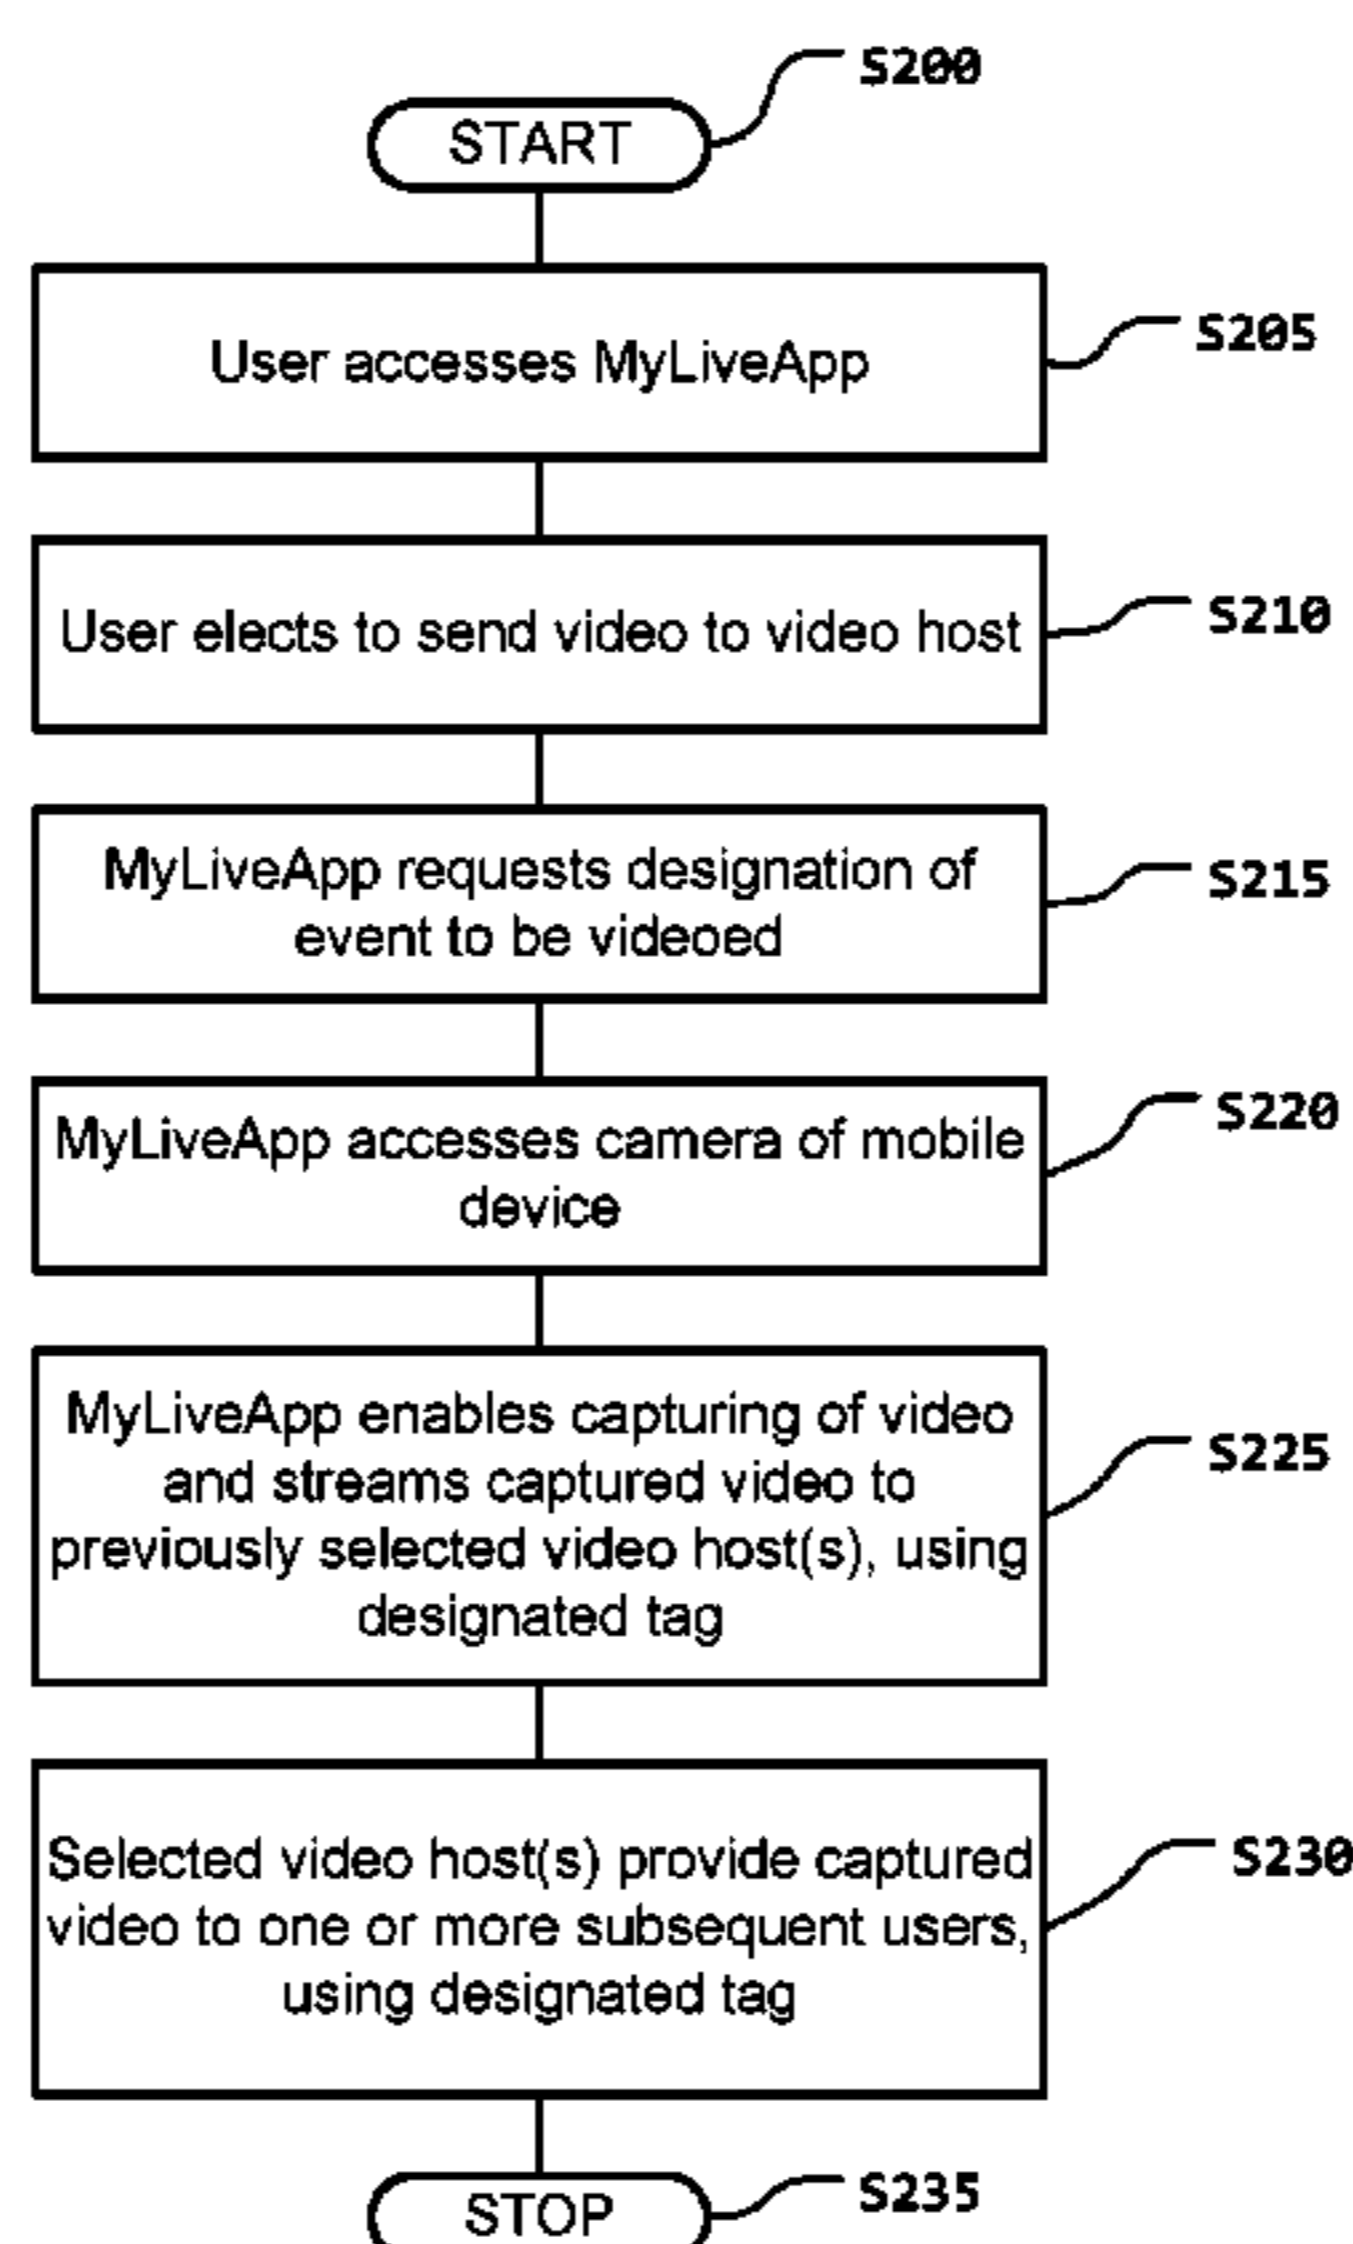 S200
START
User accesses MyLiveApp
S205
User elects to send video to video host
S210
MyLiveApp requests designation of
event to be videoed
S215
MyLiveApp accesses camera of mobile
device
S220
MyLiveApp enables capturing of video
and streams captured video to
previously selected video host(s), using
designated tag
S225
Selected video host(s) provide captured
video to one or more subsequent users,
using designated tag
S230
STOP
S235